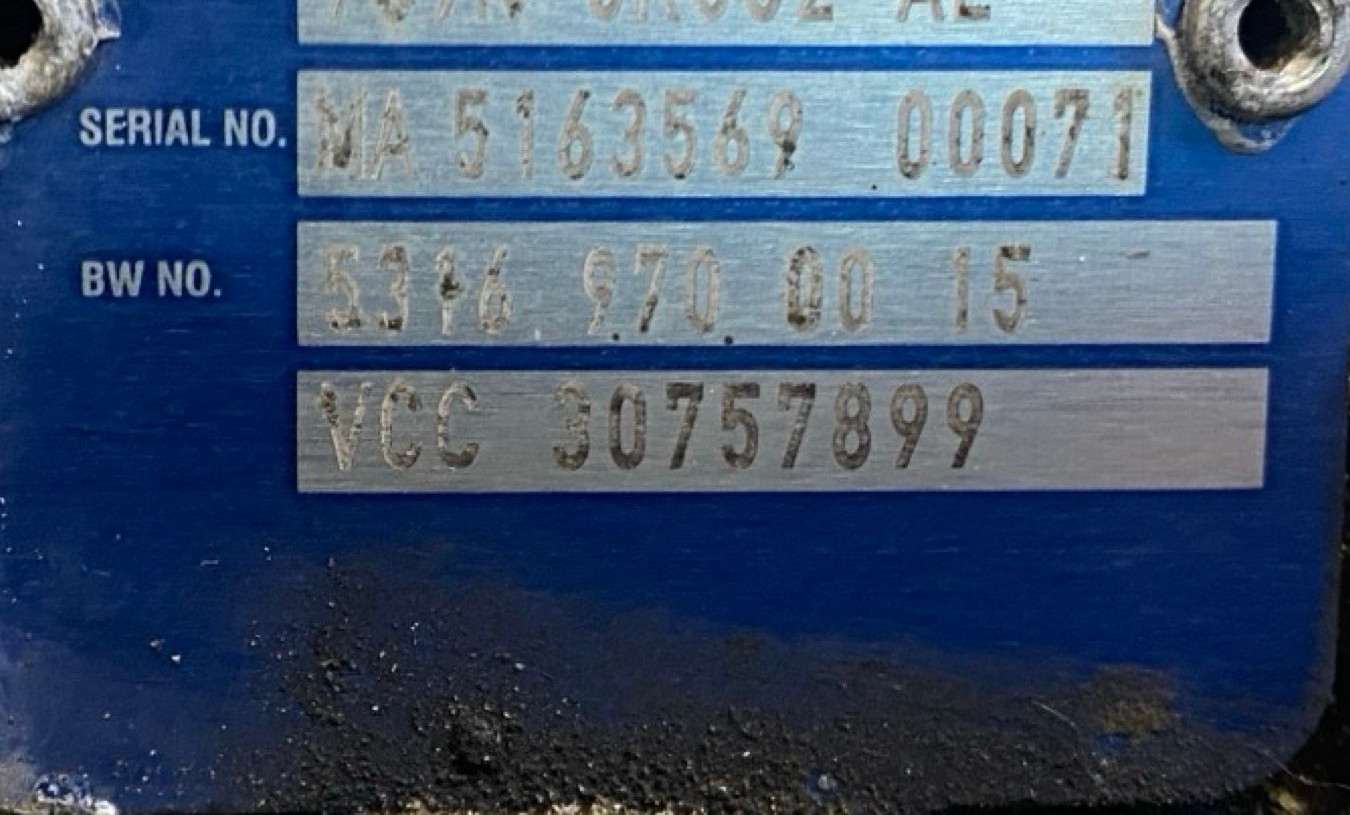 SERIAL NO. MA 5163569 00071
BW NO. 5316 970 00 15
VCC 30757899